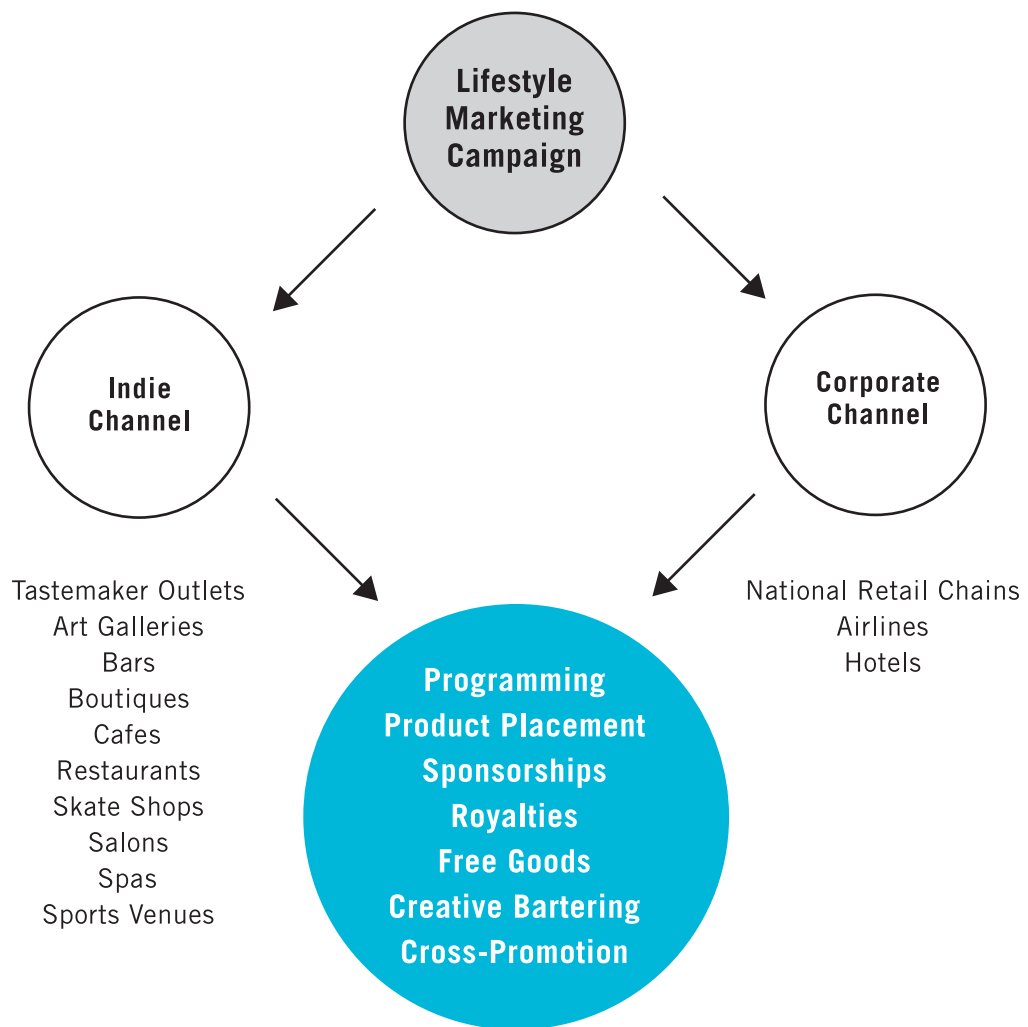 Lifestyle
Marketing
Campaign
Indie
Channel
Corporate
Channel
Tastemaker Outlets
Art Galleries
Bars
Boutiques
Cafes
Restaurants
Skate Shops
Salons
Spas
Sports Venues
National Retail Chains
Airlines
Hotels
Programming
Product Placement
Sponsorships
Royalties
Free Goods
Creative Bartering
Cross-Promotion